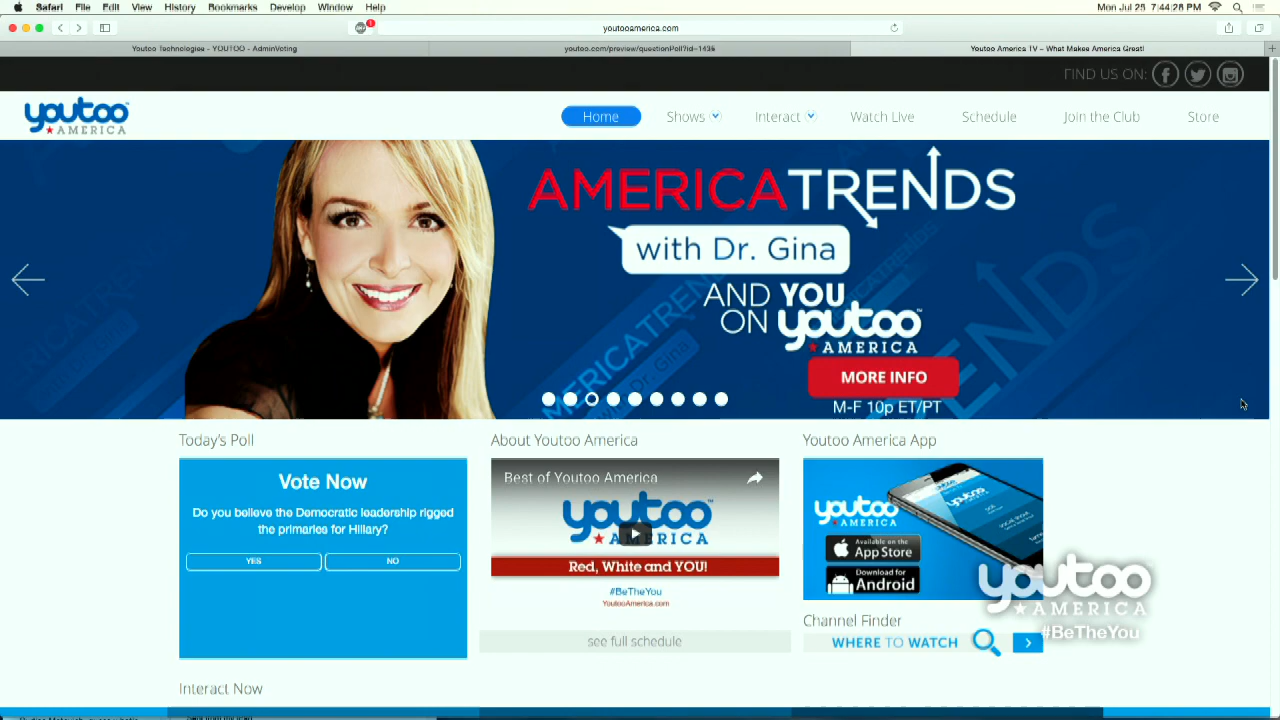 Safari File Edit View History Bookmarks Develop Window Help
Mon Jul 25 7:44:28 PM
youtooamerica.com
Youtoo Technologies - YOUTOO - AdminVoting
youtoo.com/preview/questionPoll?id=1436
Youtoo America TV – What Makes America Great!
FIND US ON:
youtoo
AMERICA
Home
Shows
Interact
Watch Live
Schedule
Join the Club
Store
AMERICATRENDS
with Dr. Gina
AND YOU
ON youtoo
AMERICA
MORE INFO
M-F 10p ET/PT
Today's Poll
Vote Now
Do you believe the Democratic leadership rigged
the primaries for Hillary?
YES
NO
About Youtoo America
Best of Youtoo America
youtoo
AMERICA
Red, White and YOU!
#BeTheYou
YoutooAmerica.com
see full schedule
Youtoo America App
youtoo
AMERICA
Available on the
App Store
Download for
Android
Channel Finder
WHERE TO WATCH
youtoo
AMERICA
#BeTheYou
Interact Now